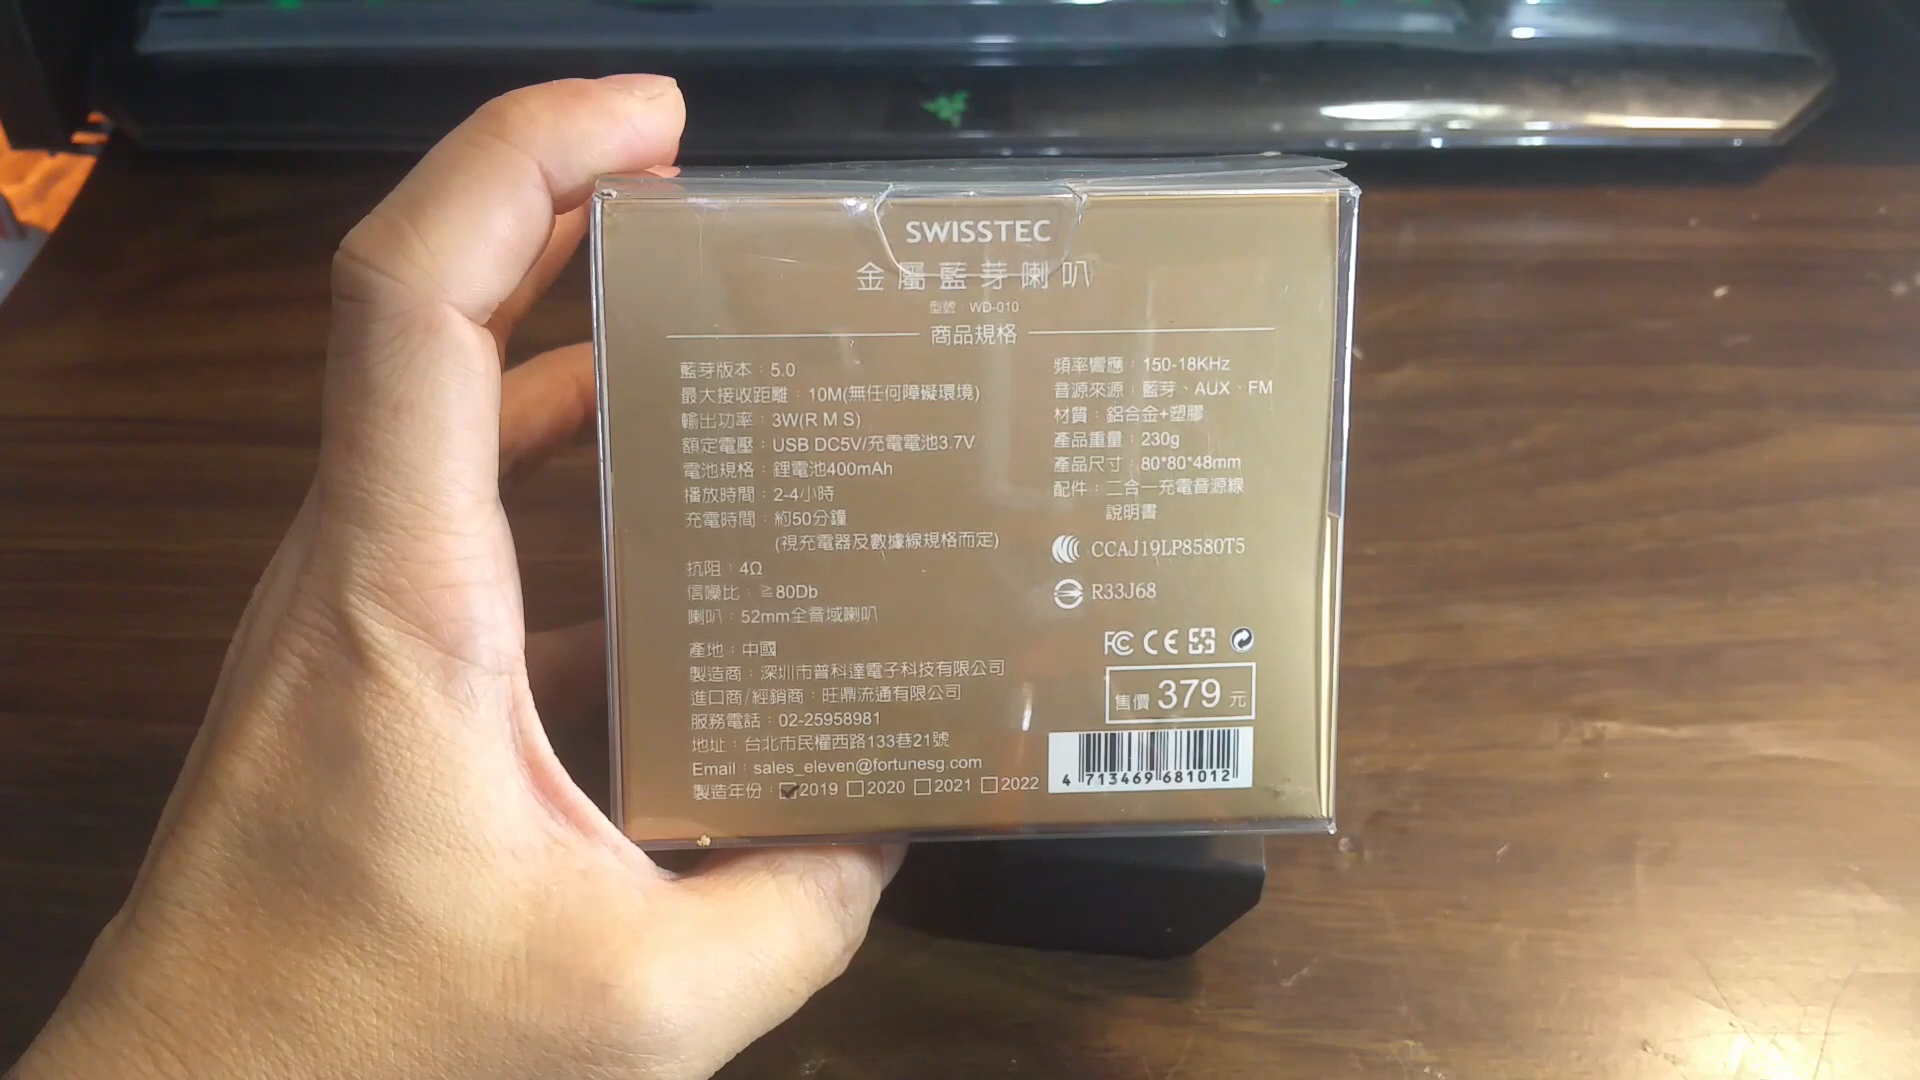 SWISSTEC
金屬藍芽喇叭
型號：WD-010
商品規格
藍芽版本：5.0
最大接收距離：10M(無任何障礙環境)
輸出功率：3W(R M S)
額定電壓：USB DC5V/充電電池3.7V
電池規格：鋰電池400mAh
播放時間：2-4小時
充電時間：約50分鐘
(視充電器及數據線規格而定)
抗阻：4Ω
信噪比：≧80Db
喇叭：52mm全音域喇叭
產地：中國
製造商：深圳市普科達電子科技有限公司
進口商/經銷商：旺鼎流通有限公司
服務電話：02-25958981
地址：台北市民權西路133巷21號
Email：sales_eleven@fortunesg.com
製造年份：☑2019 □2020 □2021 □2022
頻率響應：150-18KHz
音源來源：藍芽、AUX、FM
材質：鋁合金+塑膠
產品重量：230g
產品尺寸：80*80*48mm
配件：二合一充電音源線
說明書
CCAJ19LP8580T5
R33J68
FC CE
售價 379 元
4 713469 681012